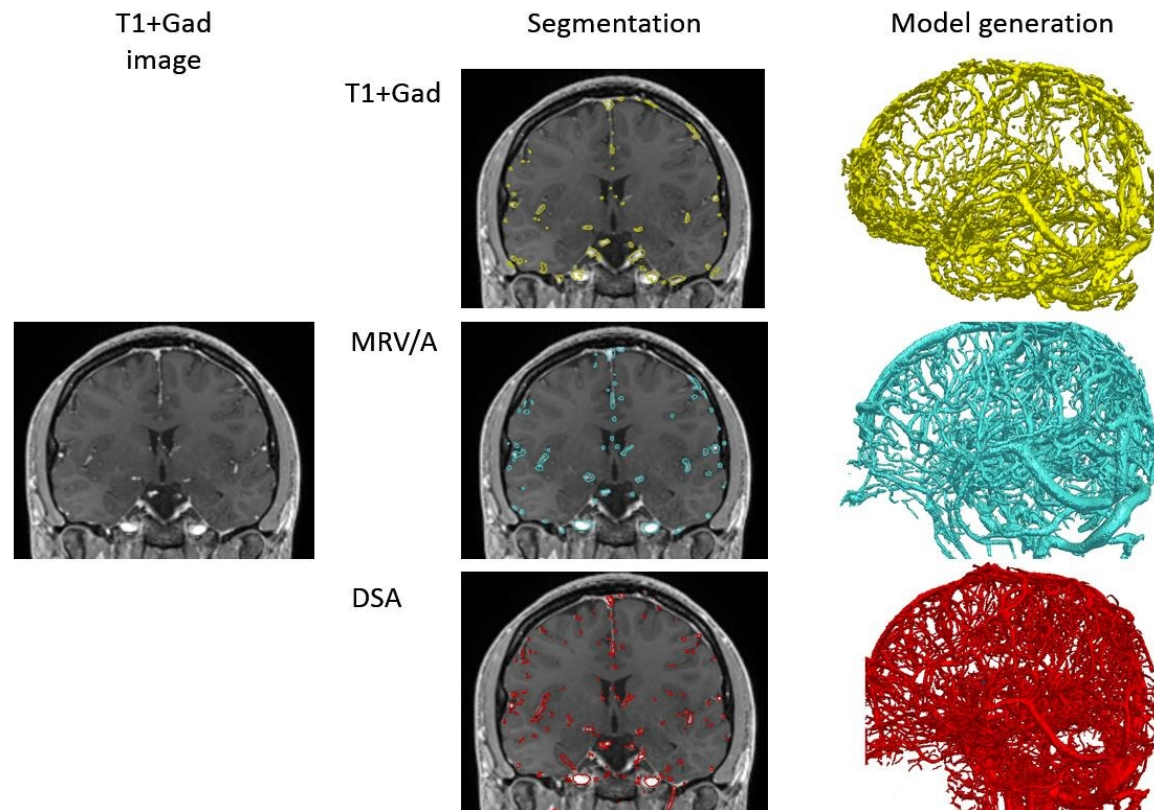 T1+Gad
image
Segmentation
Model generation
T1+Gad
MRV/A
DSA